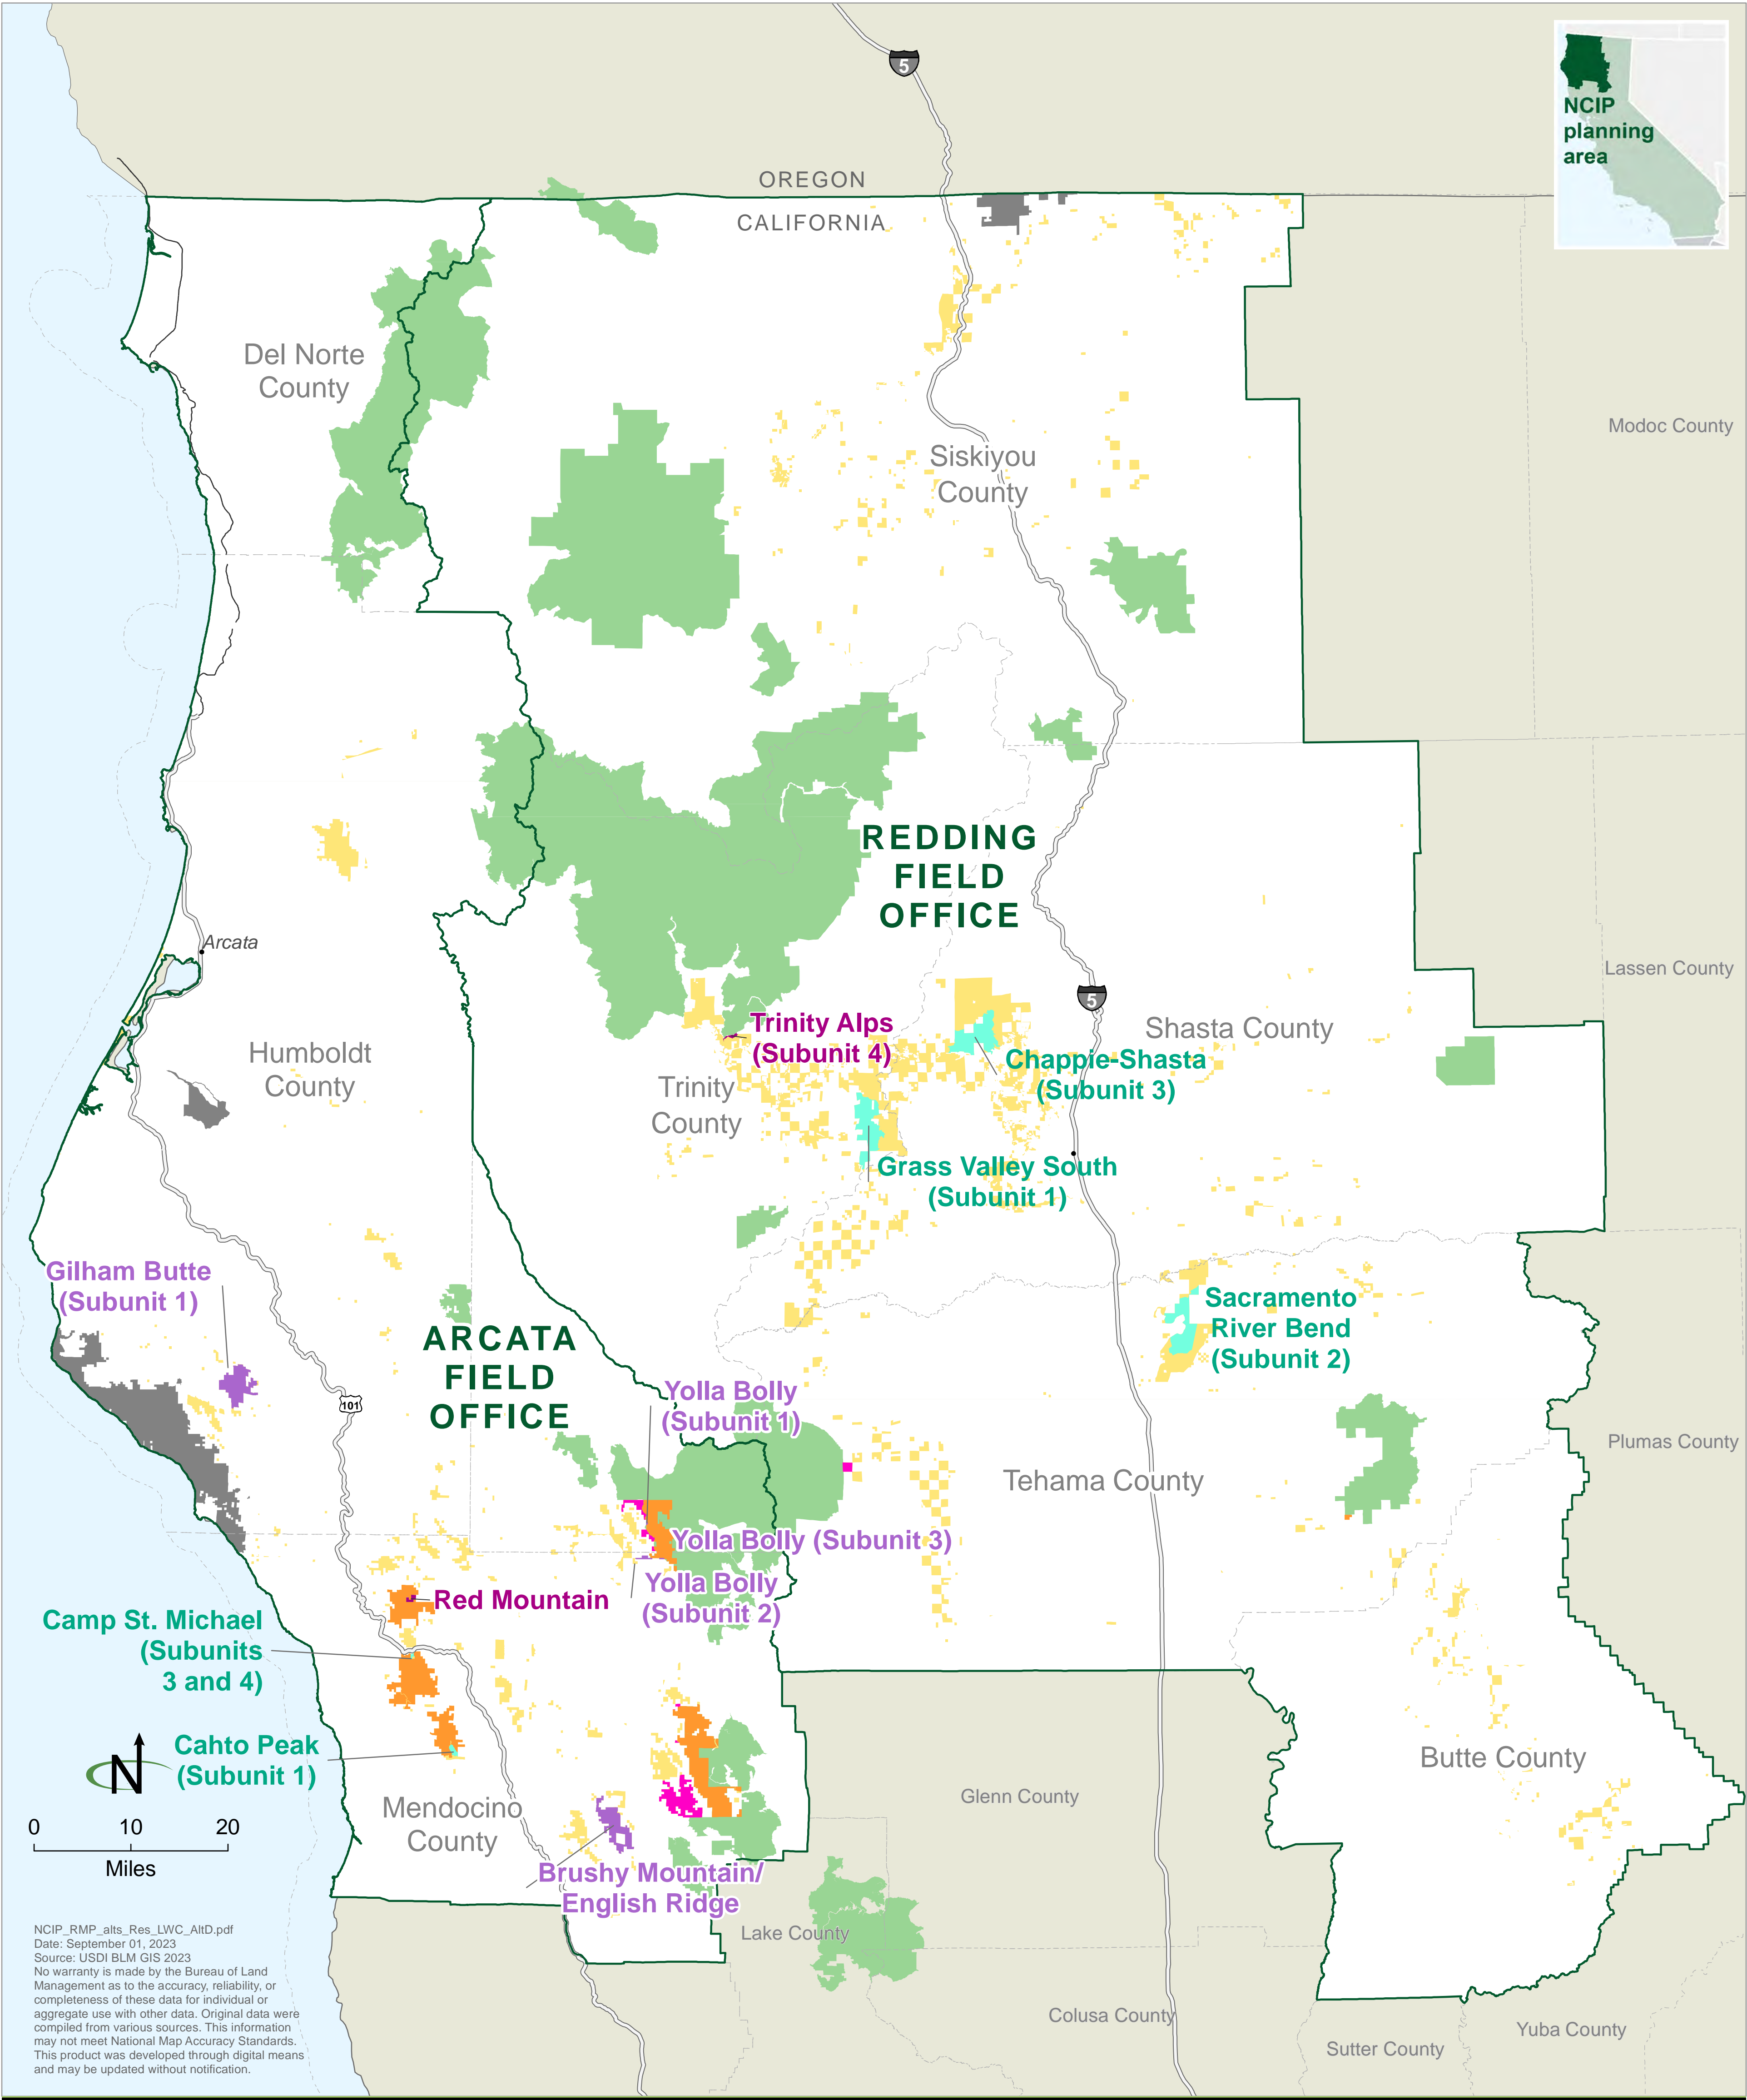 5
NCIP
planning
area
OREGON
CALIFORNIA
Del Norte
County
Modoc County
Siskiyou
County
REDDING
FIELD
OFFICE
Arcata
Lassen County
5
Trinity Alps
(Subunit 4)
Shasta County
Humboldt
County
Chappie-Shasta
(Subunit 3)
Trinity
County
Grass Valley South
(Subunit 1)
Gilham Butte
(Subunit 1)
Sacramento
River Bend
(Subunit 2)
ARCATA
FIELD
OFFICE
101
Yolla Bolly
(Subunit 1)
Plumas County
Tehama County
Yolla Bolly (Subunit 3)
Yolla Bolly
(Subunit 2)
Red Mountain
Camp St. Michael
(Subunits
3 and 4)
Cahto Peak
(Subunit 1)
N
Butte County
Glenn County
Mendocino
County
0 10 20
Miles
Brushy Mountain/
English Ridge
Lake County
NCIP_RMP_alts_Res_LWC_AltD.pdf
Date: September 01, 2023
Source: USDI BLM GIS 2023
No warranty is made by the Bureau of Land
Management as to the accuracy, reliability, or
completeness of these data for individual or
aggregate use with other data. Original data were
compiled from various sources. This information
may not meet National Map Accuracy Standards.
This product was developed through digital means
and may be updated without notification.
Colusa County
Sutter County
Yuba County